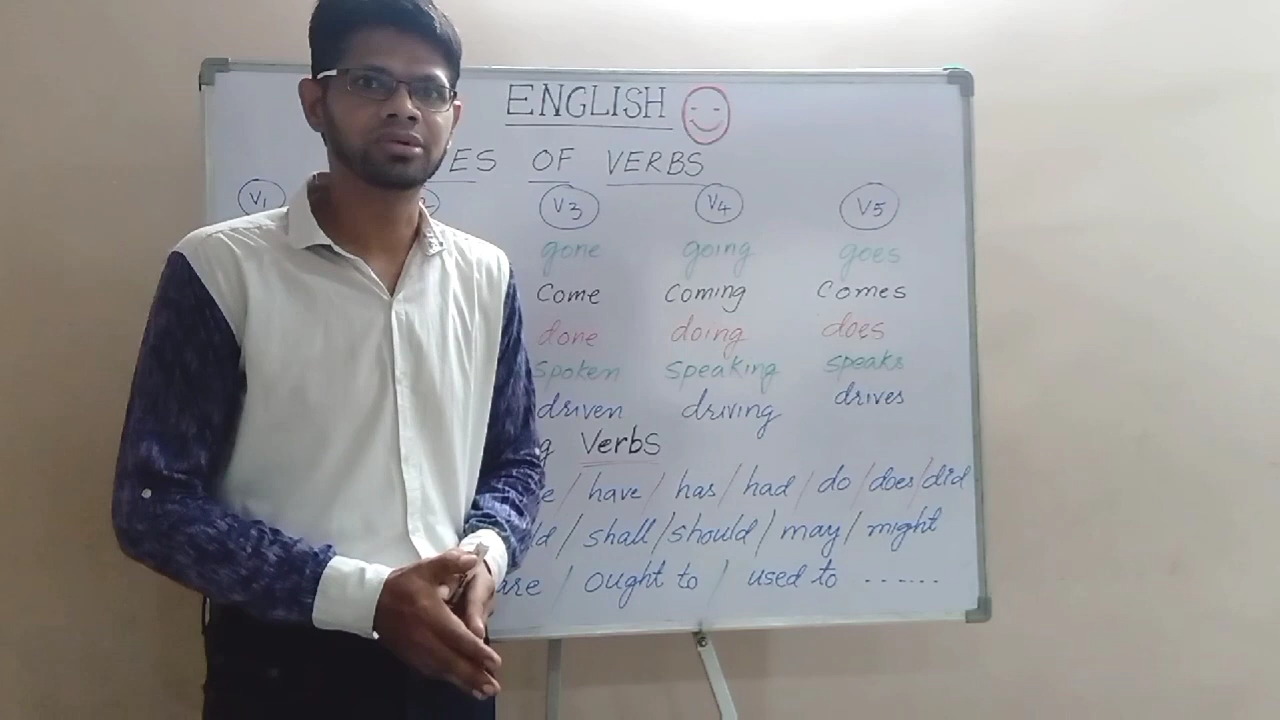 ENGLISH
OF VERBS
V1 V3 V4 V5
gone going goes
Come Coming Comes
done doing does
Spoken Speaking speaks
driven driving drives
Verbs
/ have / has / had / do / does / did
/ shall / should / may / might
/ ought to / used to ......